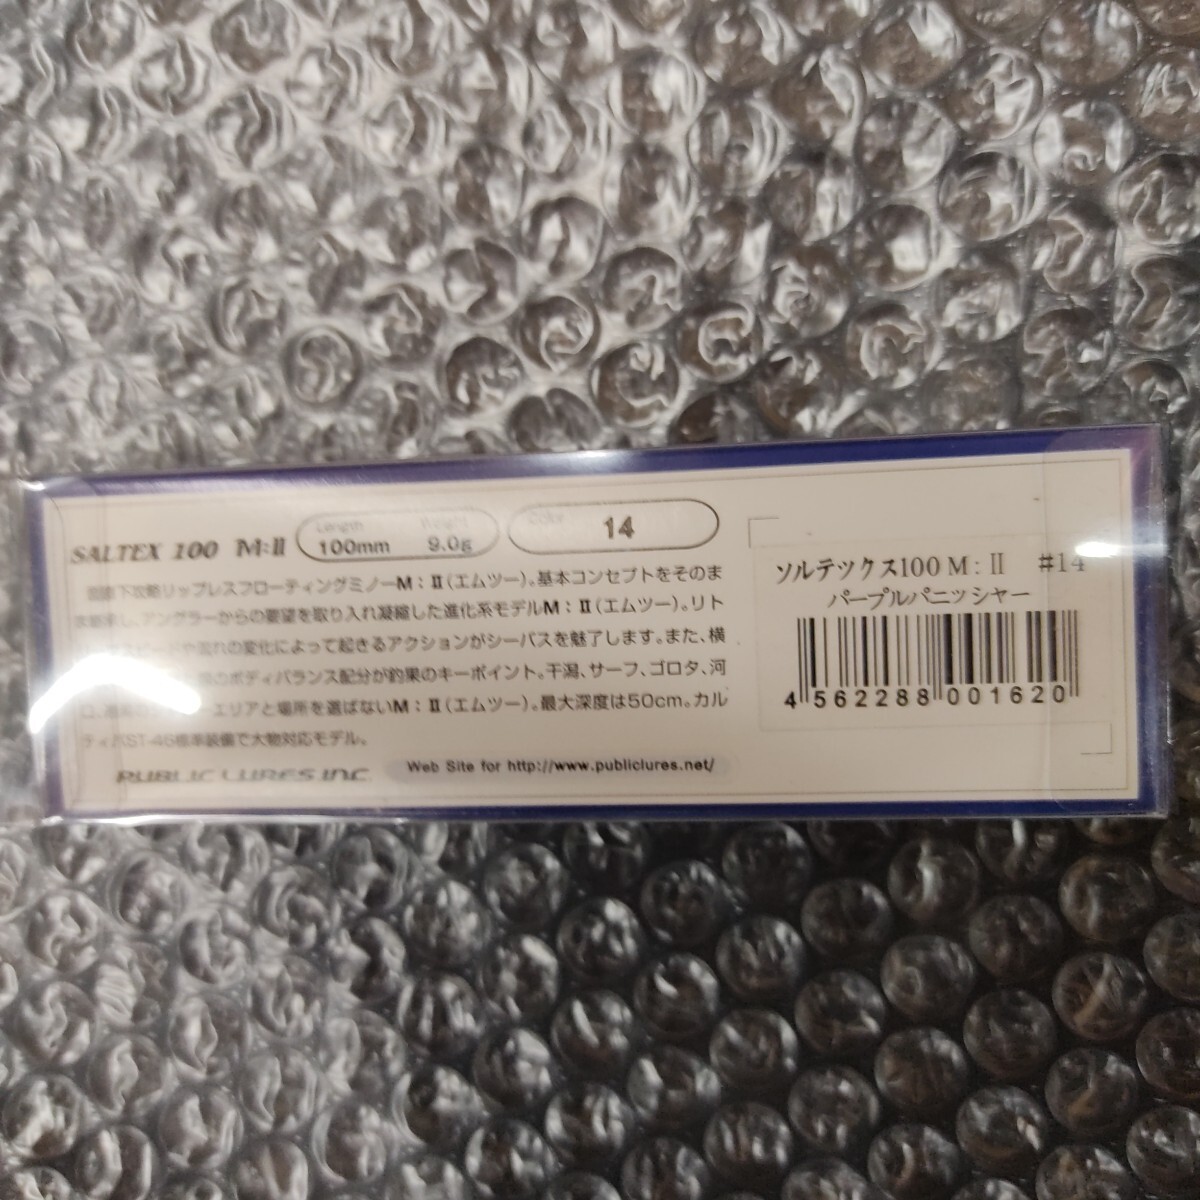 SALTEX 100 M:II
Length Weight
100mm 9.0g
Color
14
下攻略リップレスフローティングミノーM：II(エムツー)。基本コンセプトをそのま
し、アングラーからの要望を取り入れ凝縮した進化系モデルM：II(エムツー)。リト
や流れの変化によって起きるアクションがシーバスを魅了します。また、横
のボディバランス配分が釣果のキーポイント。干潟、サーフ、ゴロタ、河
エリアと場所を選ばないM：II(エムツー)。最大深度は50cm。カル
ティバST-46標準装備で大物対応モデル。
PUBLIC LURES INC.
Web Site for http://www.publiclures.net/
ソルテックス100 M：II #14
パープルパニッシャー
4 562288 001620